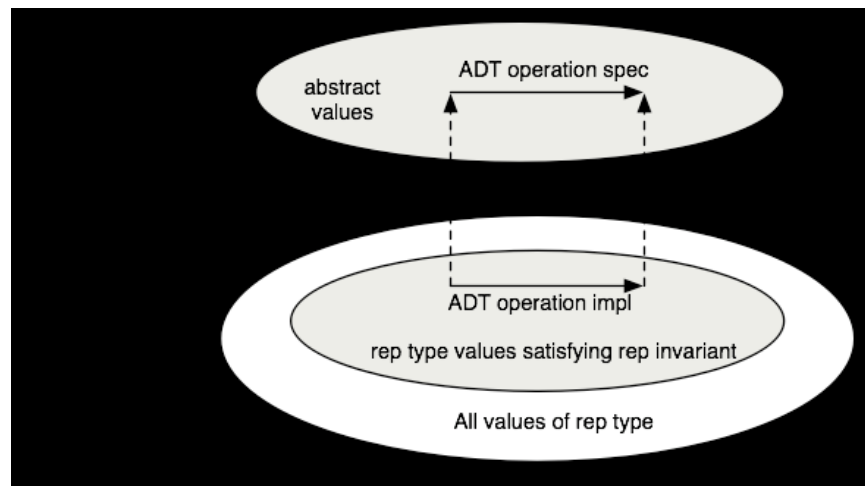 ADT operation spec
abstract
values
ADT operation impl
rep type values satisfying rep invariant
All values of rep type